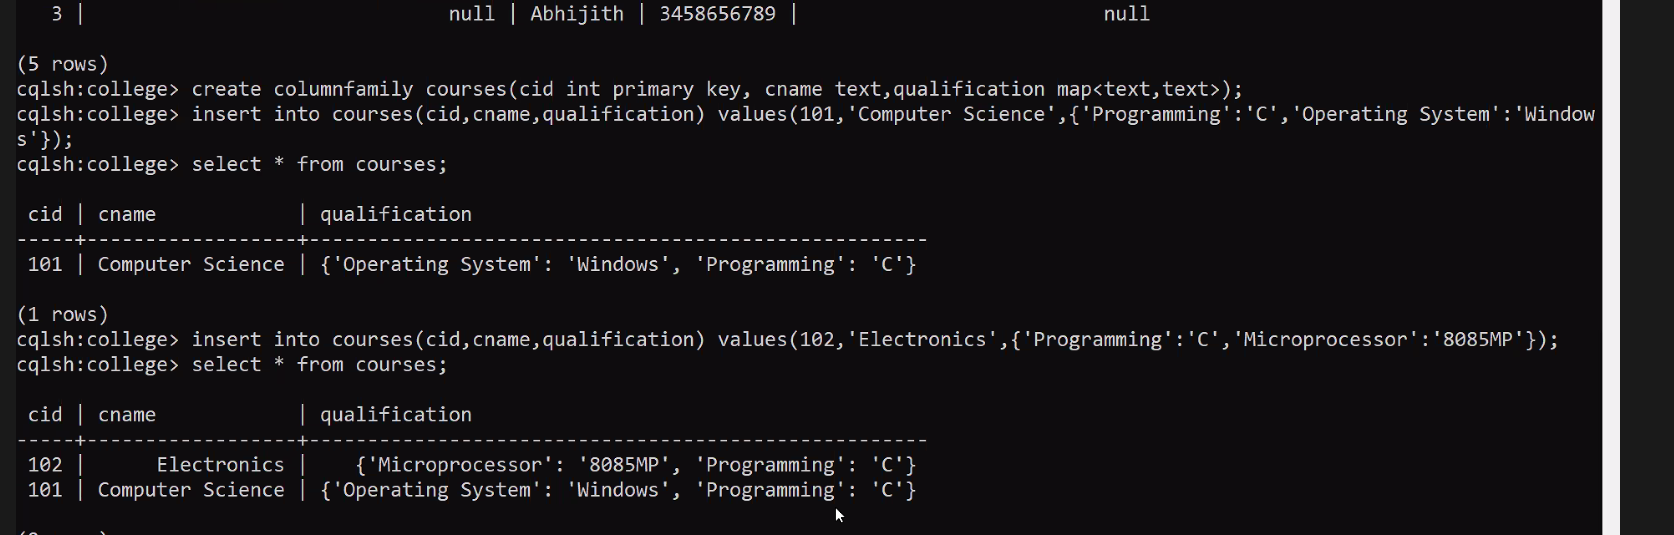 3 | null | Abhijith | 3458656789 | null
(5 rows)
cqlsh:college> create columnfamily courses(cid int primary key, cname text,qualification map<text,text>);
cqlsh:college> insert into courses(cid,cname,qualification) values(101,'Computer Science',{'Programming':'C','Operating System':'Window
s'});
cqlsh:college> select * from courses;
cid | cname | qualification
-----+------------------+-----------------------------------------------------
101 | Computer Science | {'Operating System': 'Windows', 'Programming': 'C'}
(1 rows)
cqlsh:college> insert into courses(cid,cname,qualification) values(102,'Electronics',{'Programming':'C','Microprocessor':'8085MP'});
cqlsh:college> select * from courses;
cid | cname | qualification
-----+------------------+-----------------------------------------------------
102 | Electronics | {'Microprocessor': '8085MP', 'Programming': 'C'}
101 | Computer Science | {'Operating System': 'Windows', 'Programming': 'C'}